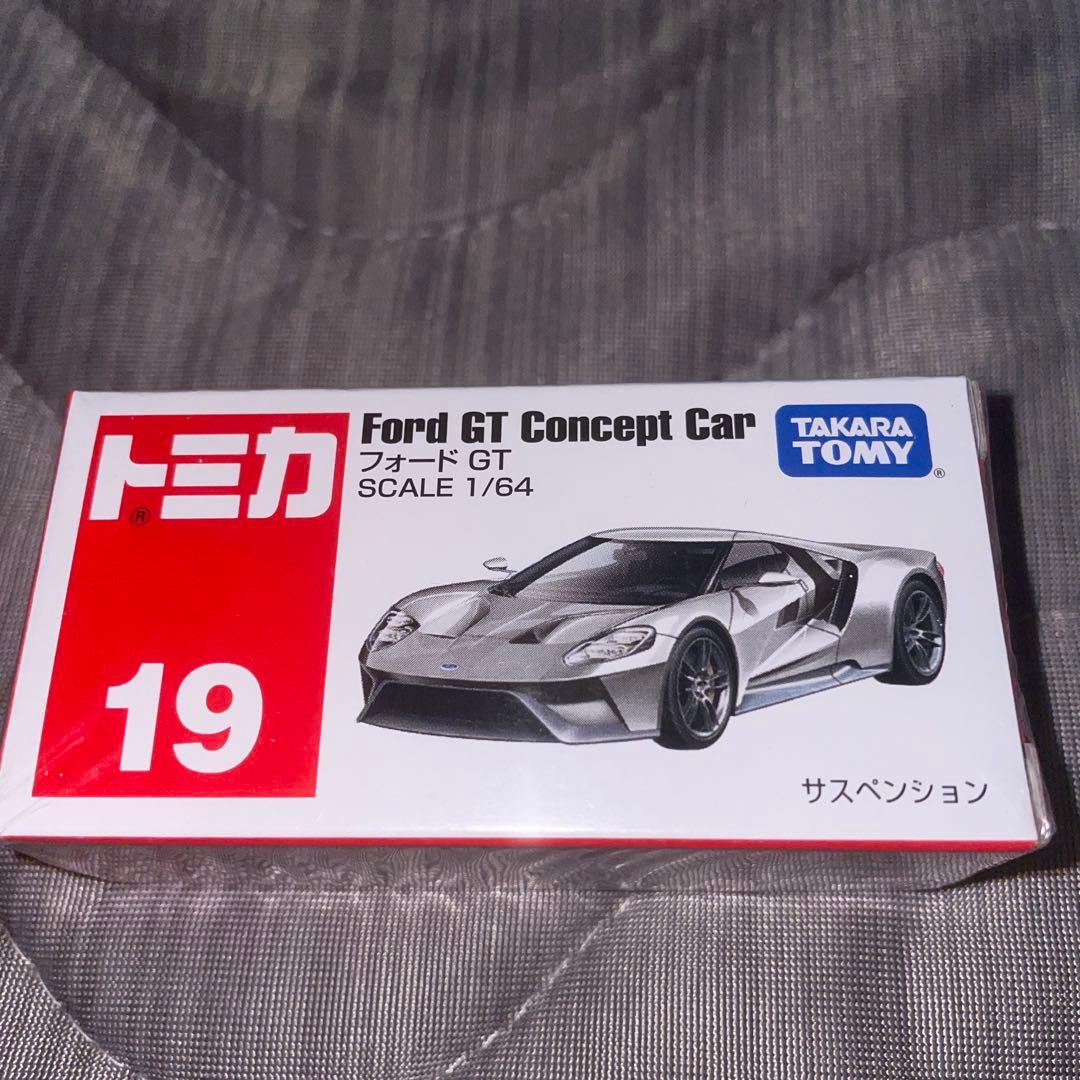 トミカ
®
19
Ford GT Concept Car
フォード GT
SCALE 1/64
TAKARA
TOMY
®
サスペンション